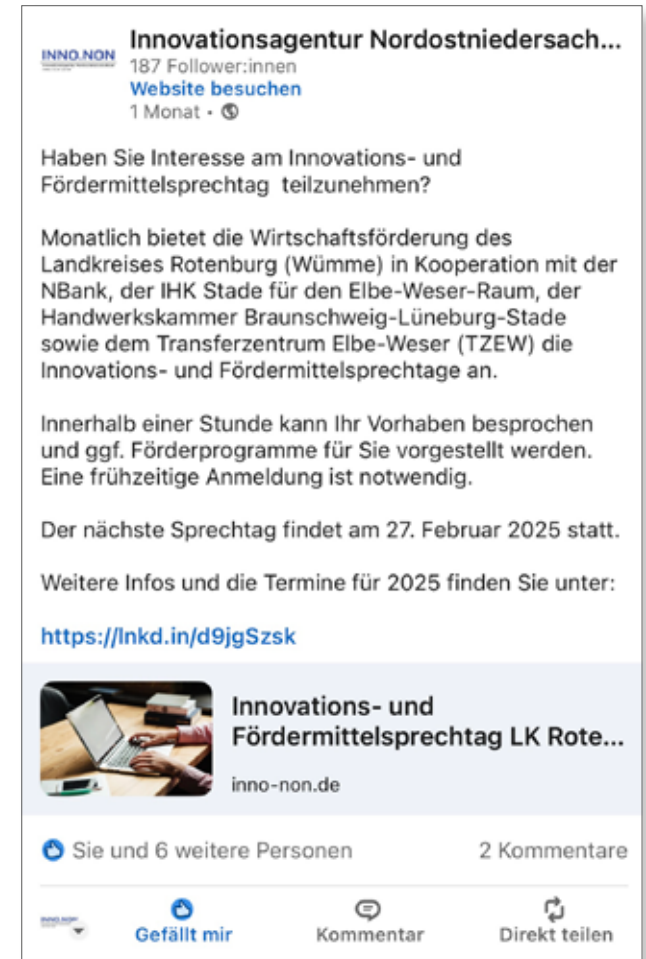 INNO.NON
Innovationsagentur Nordostniedersach...
187 Follower:innen
Website besuchen
1 Monat •
Haben Sie Interesse am Innovations- und
Fördermittelsprechtag  teilzunehmen?
Monatlich bietet die Wirtschaftsförderung des
Landkreises Rotenburg (Wümme) in Kooperation mit der
NBank, der IHK Stade für den Elbe-Weser-Raum, der
Handwerkskammer Braunschweig-Lüneburg-Stade
sowie dem Transferzentrum Elbe-Weser (TZEW) die
Innovations- und Fördermittelsprechtage an.
Innerhalb einer Stunde kann Ihr Vorhaben besprochen
und ggf. Förderprogramme für Sie vorgestellt werden.
Eine frühzeitige Anmeldung ist notwendig.
Der nächste Sprechtag findet am 27. Februar 2025 statt.
Weitere Infos und die Termine für 2025 finden Sie unter:
https://lnkd.in/d9jgSzsk
Innovations- und
Fördermittelsprechtag LK Rote...
inno-non.de
Sie und 6 weitere Personen 2 Kommentare
INNO.NON
Gefällt mir Kommentar Direkt teilen